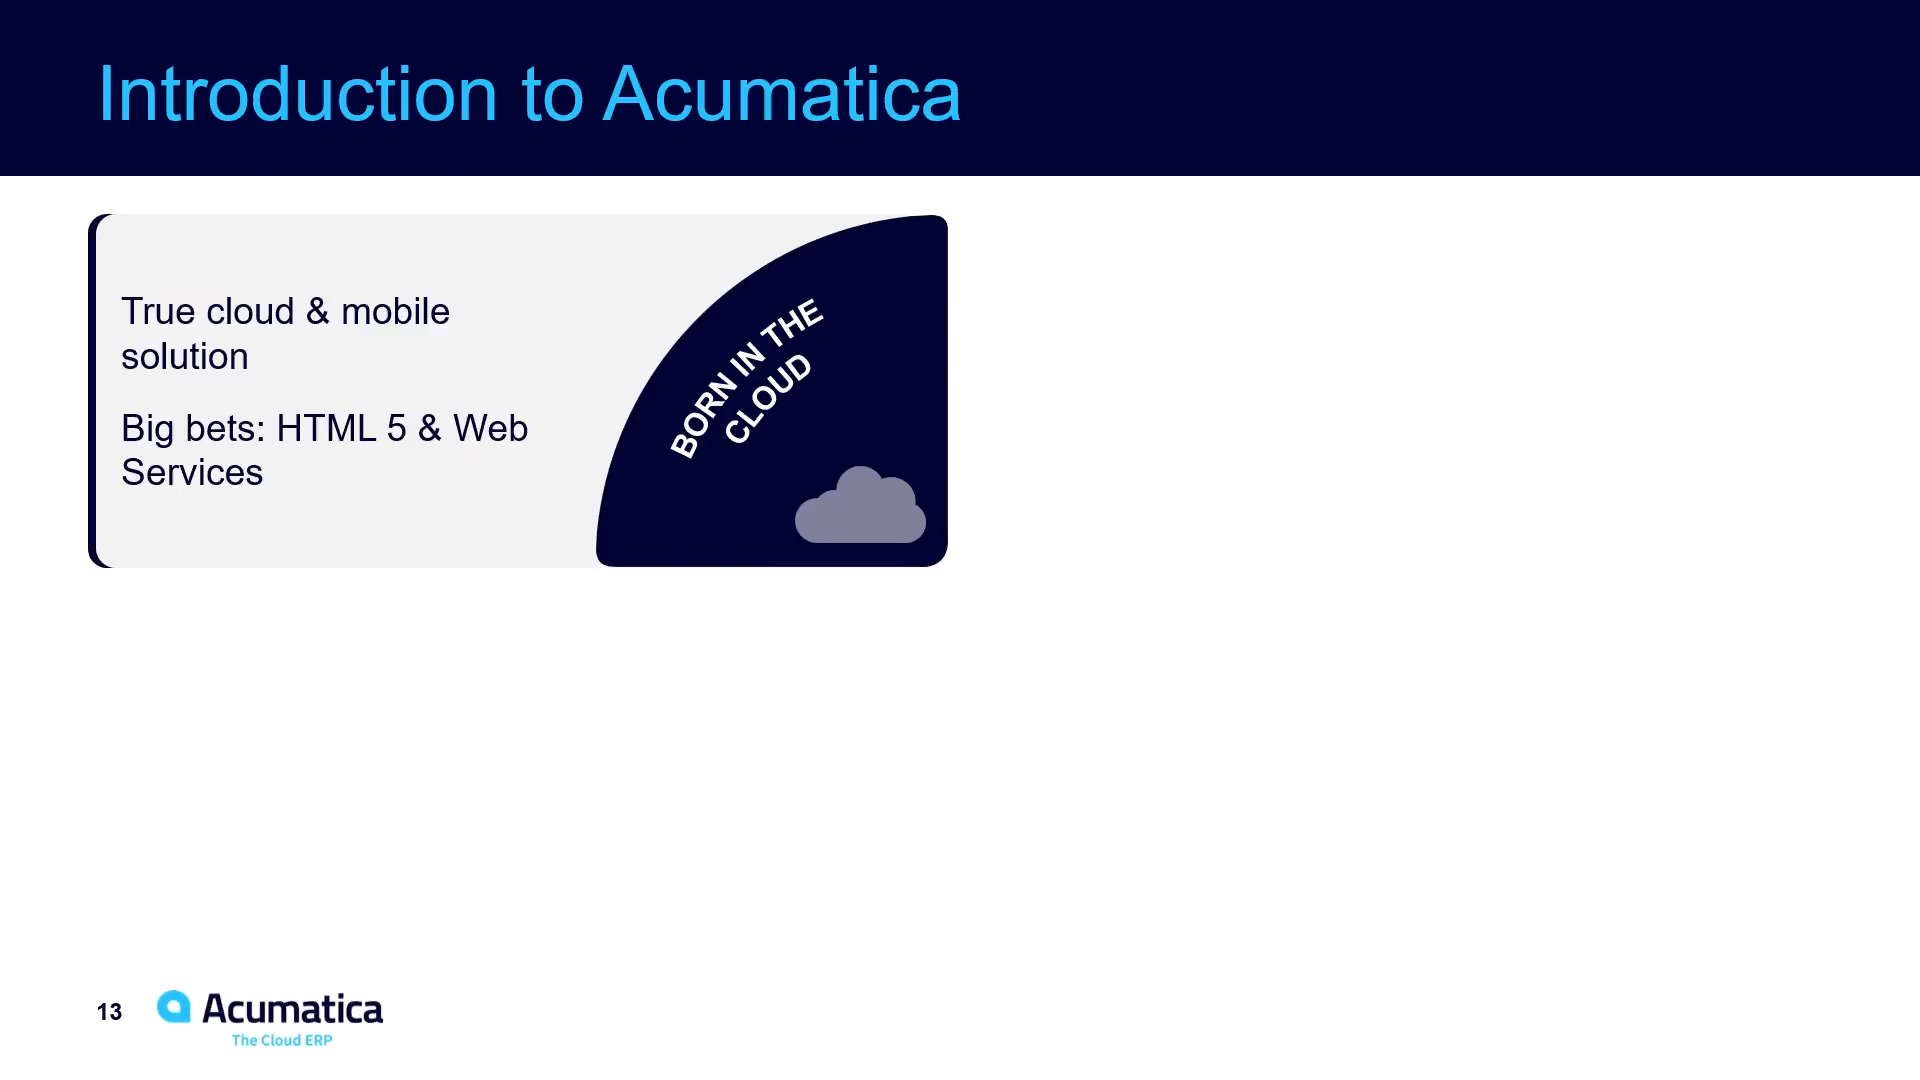 Introduction to Acumatica
True cloud & mobile
solution
Big bets: HTML 5 & Web
Services
BORN IN THE
CLOUD
13
Acumatica
The Cloud ERP